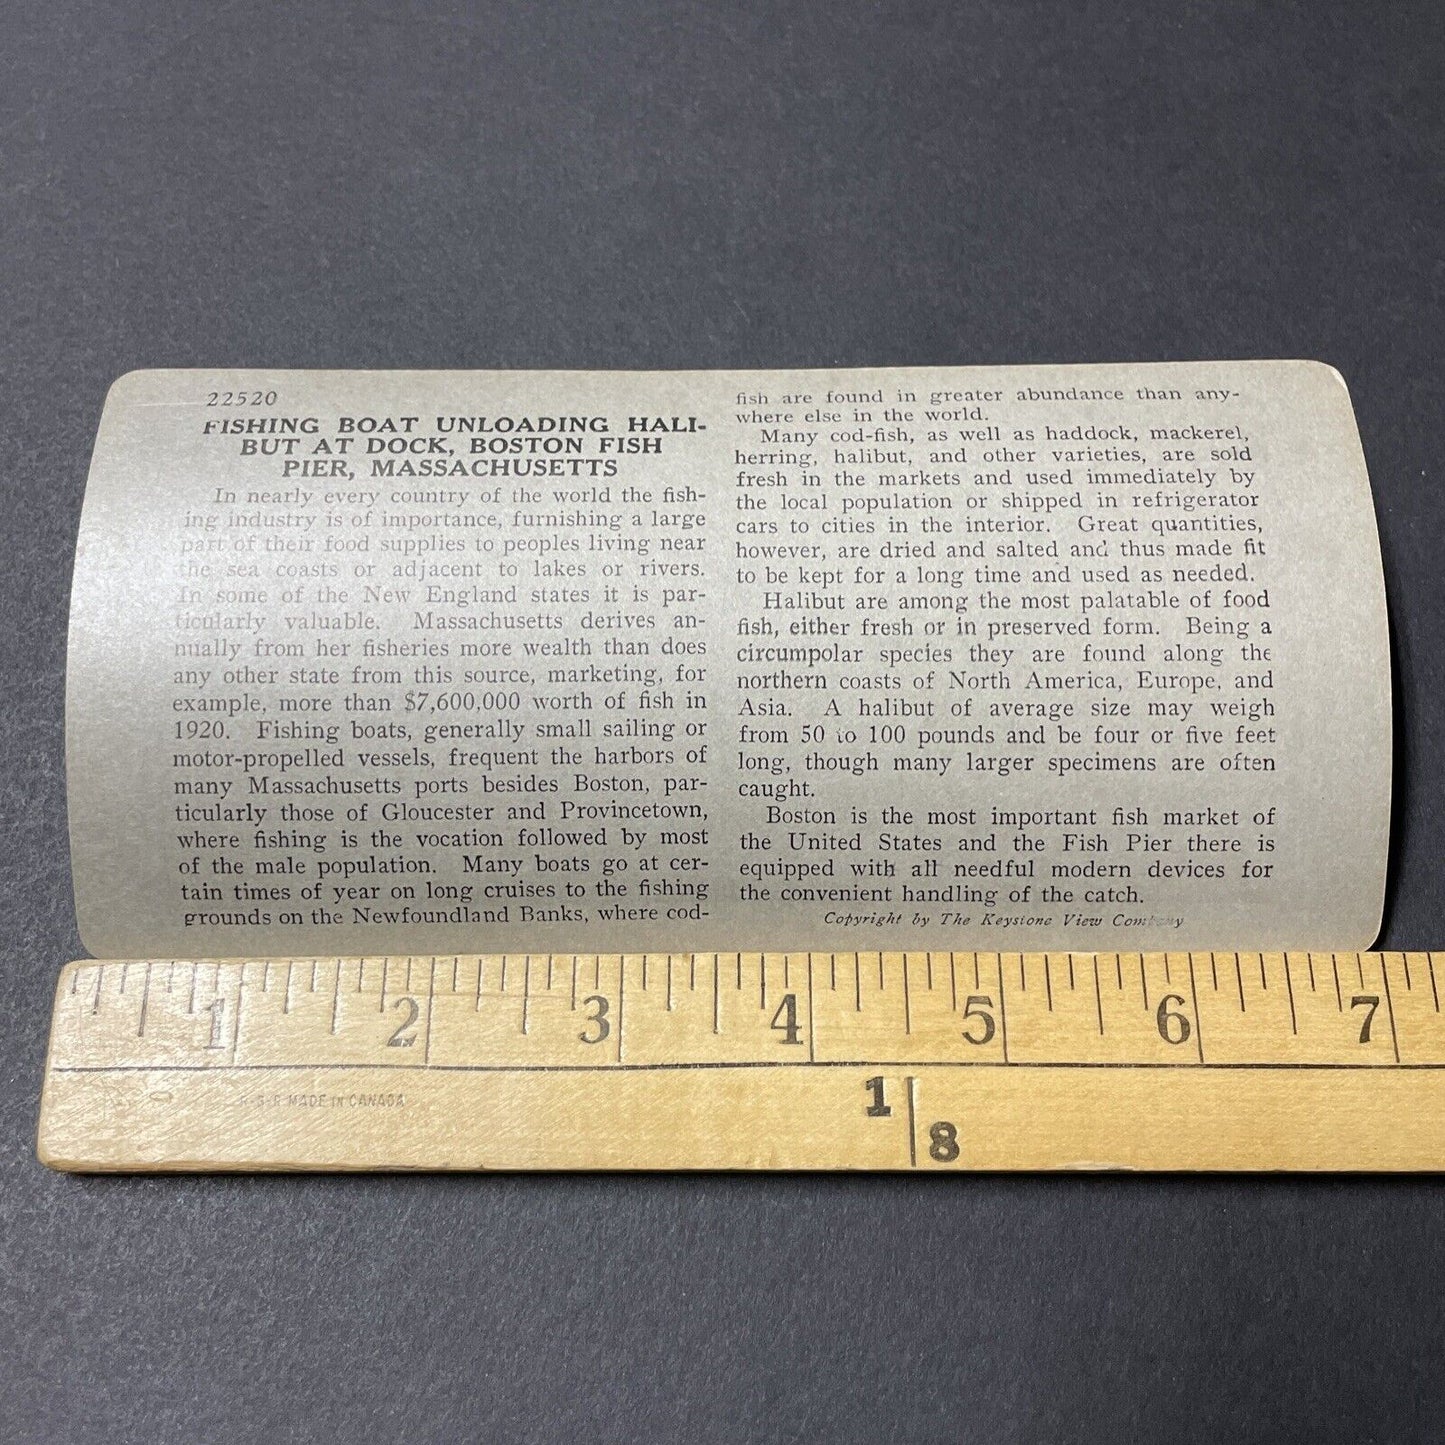 22520
FISHING BOAT UNLOADING HALI-
BUT AT DOCK, BOSTON FISH
PIER, MASSACHUSETTS
In nearly every country of the world the fish-
ing industry is of importance, furnishing a large
part of their food supplies to peoples living near
the sea coasts or adjacent to lakes or rivers.
In some of the New England states it is par-
ticularly valuable. Massachusetts derives an-
nually from her fisheries more wealth than does
any other state from this source, marketing, for
example, more than $7,600,000 worth of fish in
1920. Fishing boats, generally small sailing or
motor-propelled vessels, frequent the harbors of
many Massachusetts ports besides Boston, par-
ticularly those of Gloucester and Provincetown,
where fishing is the vocation followed by most
of the male population. Many boats go at cer-
tain times of year on long cruises to the fishing
grounds on the Newfoundland Banks, where cod-
fish are found in greater abundance than any-
where else in the world.
Many cod-fish, as well as haddock, mackerel,
herring, halibut, and other varieties, are sold
fresh in the markets and used immediately by
the local population or shipped in refrigerator
cars to cities in the interior. Great quantities,
however, are dried and salted and thus made fit
to be kept for a long time and used as needed.
Halibut are among the most palatable of food
fish, either fresh or in preserved form. Being a
circumpolar species they are found along the
northern coasts of North America, Europe, and
Asia. A halibut of average size may weigh
from 50 to 100 pounds and be four or five feet
long, though many larger specimens are often
caught.
Boston is the most important fish market of
the United States and the Fish Pier there is
equipped with all needful modern devices for
the convenient handling of the catch.
Copyright by The Keystone View Company
1 2 3 4 5 6 7
MADE IN CANADA
1 8